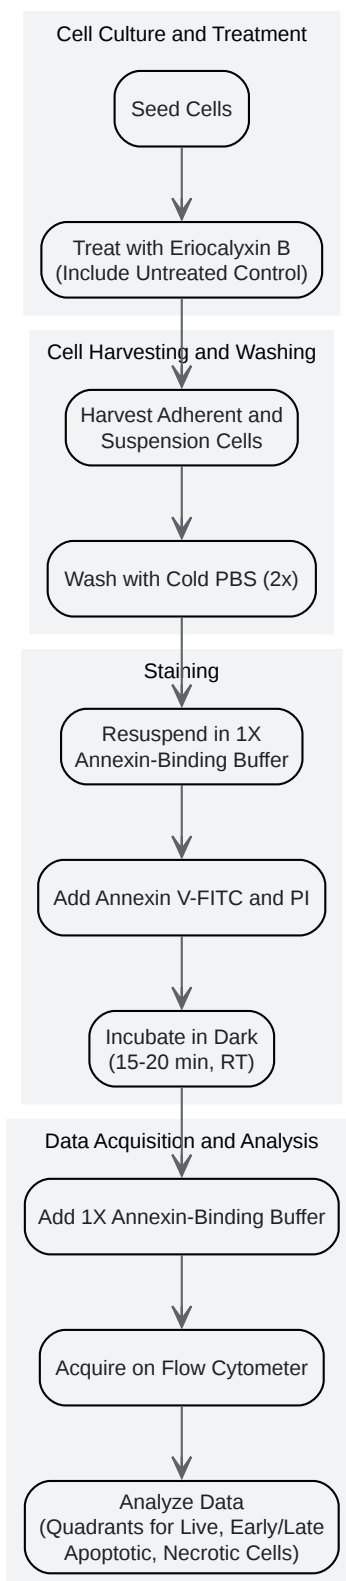 Cell Culture and Treatment
Seed Cells
Treat with Eriocalyxin B
(Include Untreated Control)
Cell Harvesting and Washing
Harvest Adherent and
Suspension Cells
Wash with Cold PBS (2x)
Staining
Resuspend in 1X
Annexin-Binding Buffer
Add Annexin V-FITC and PI
Incubate in Dark
(15-20 min, RT)
Data Acquisition and Analysis
Add 1X Annexin-Binding Buffer
Acquire on Flow Cytometer
Analyze Data
(Quadrants for Live, Early/Late
Apoptotic, Necrotic Cells)